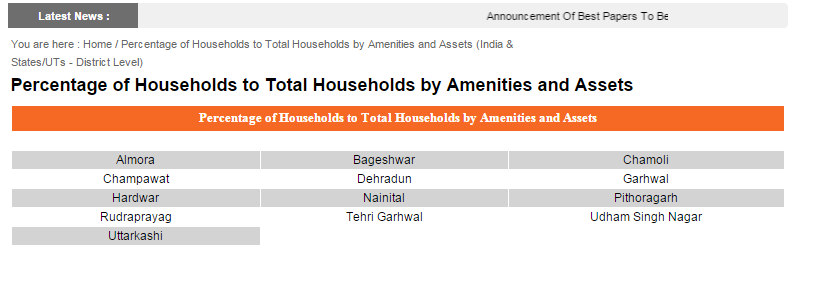 Latest News :
Announcement Of Best Papers To Be
You are here : Home / Percentage of Households to Total Households by Amenities and Assets (India &
States/UTs - District Level)
Percentage of Households to Total Households by Amenities and Assets
Percentage of Households to Total Households by Amenities and Assets
Almora Bageshwar Chamoli
Champawat Dehradun Garhwal
Hardwar Nainital Pithoragarh
Rudraprayag Tehri Garhwal Udham Singh Nagar
Uttarkashi